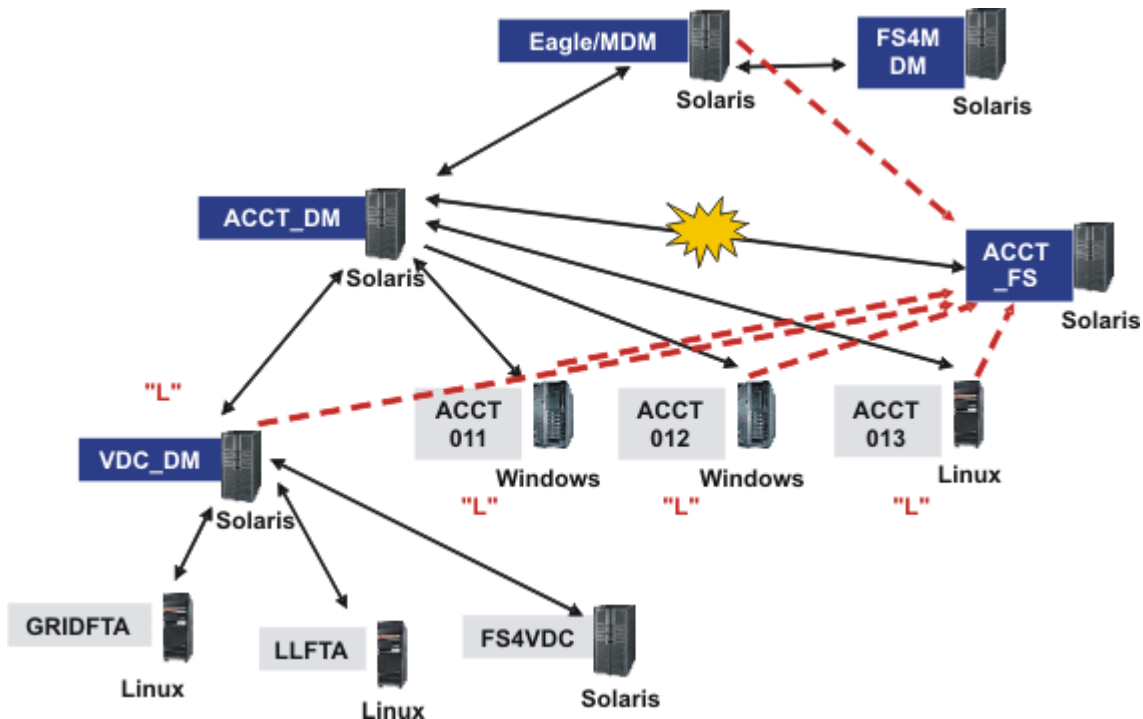 Eagle/MDM
Solaris
FS4M
DM
Solaris
ACCT_DM
Solaris
ACCT
_FS
Solaris
"L"
VDC_DM
Solaris
ACCT
011
Windows
"L"
ACCT
012
Windows
"L"
ACCT
013
Linux
"L"
GRIDFTA
Linux
LLFTA
Linux
FS4VDC
Solaris